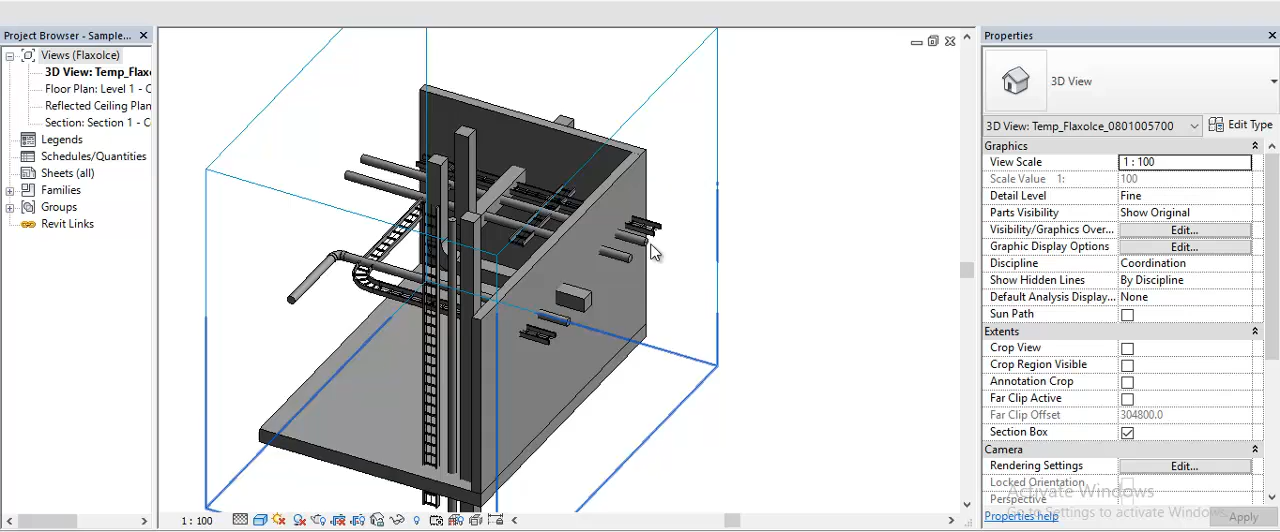 Project Browser - Sample...
Views (Flaxolce)
3D View: Temp_Flaxo
Floor Plan: Level 1 - C
Reflected Ceiling Plan
Section: Section 1 - C
Legends
Schedules/Quantities
Sheets (all)
Families
Groups
Revit Links
1 : 100
Properties
3D View
3D View: Temp_Flaxolce_0801005700
Edit Type
Graphics
View Scale 1 : 100
Scale Value 1: 100
Detail Level Fine
Parts Visibility Show Original
Visibility/Graphics Over... Edit...
Graphic Display Options Edit...
Discipline Coordination
Show Hidden Lines By Discipline
Default Analysis Display... None
Sun Path
Extents
Crop View
Crop Region Visible
Annotation Crop
Far Clip Active
Far Clip Offset 304800.0
Section Box
Camera
Rendering Settings Edit...
Locked Orientation
Perspective
Properties help
Apply
Activate Windows
Go to Settings to activate Windows.